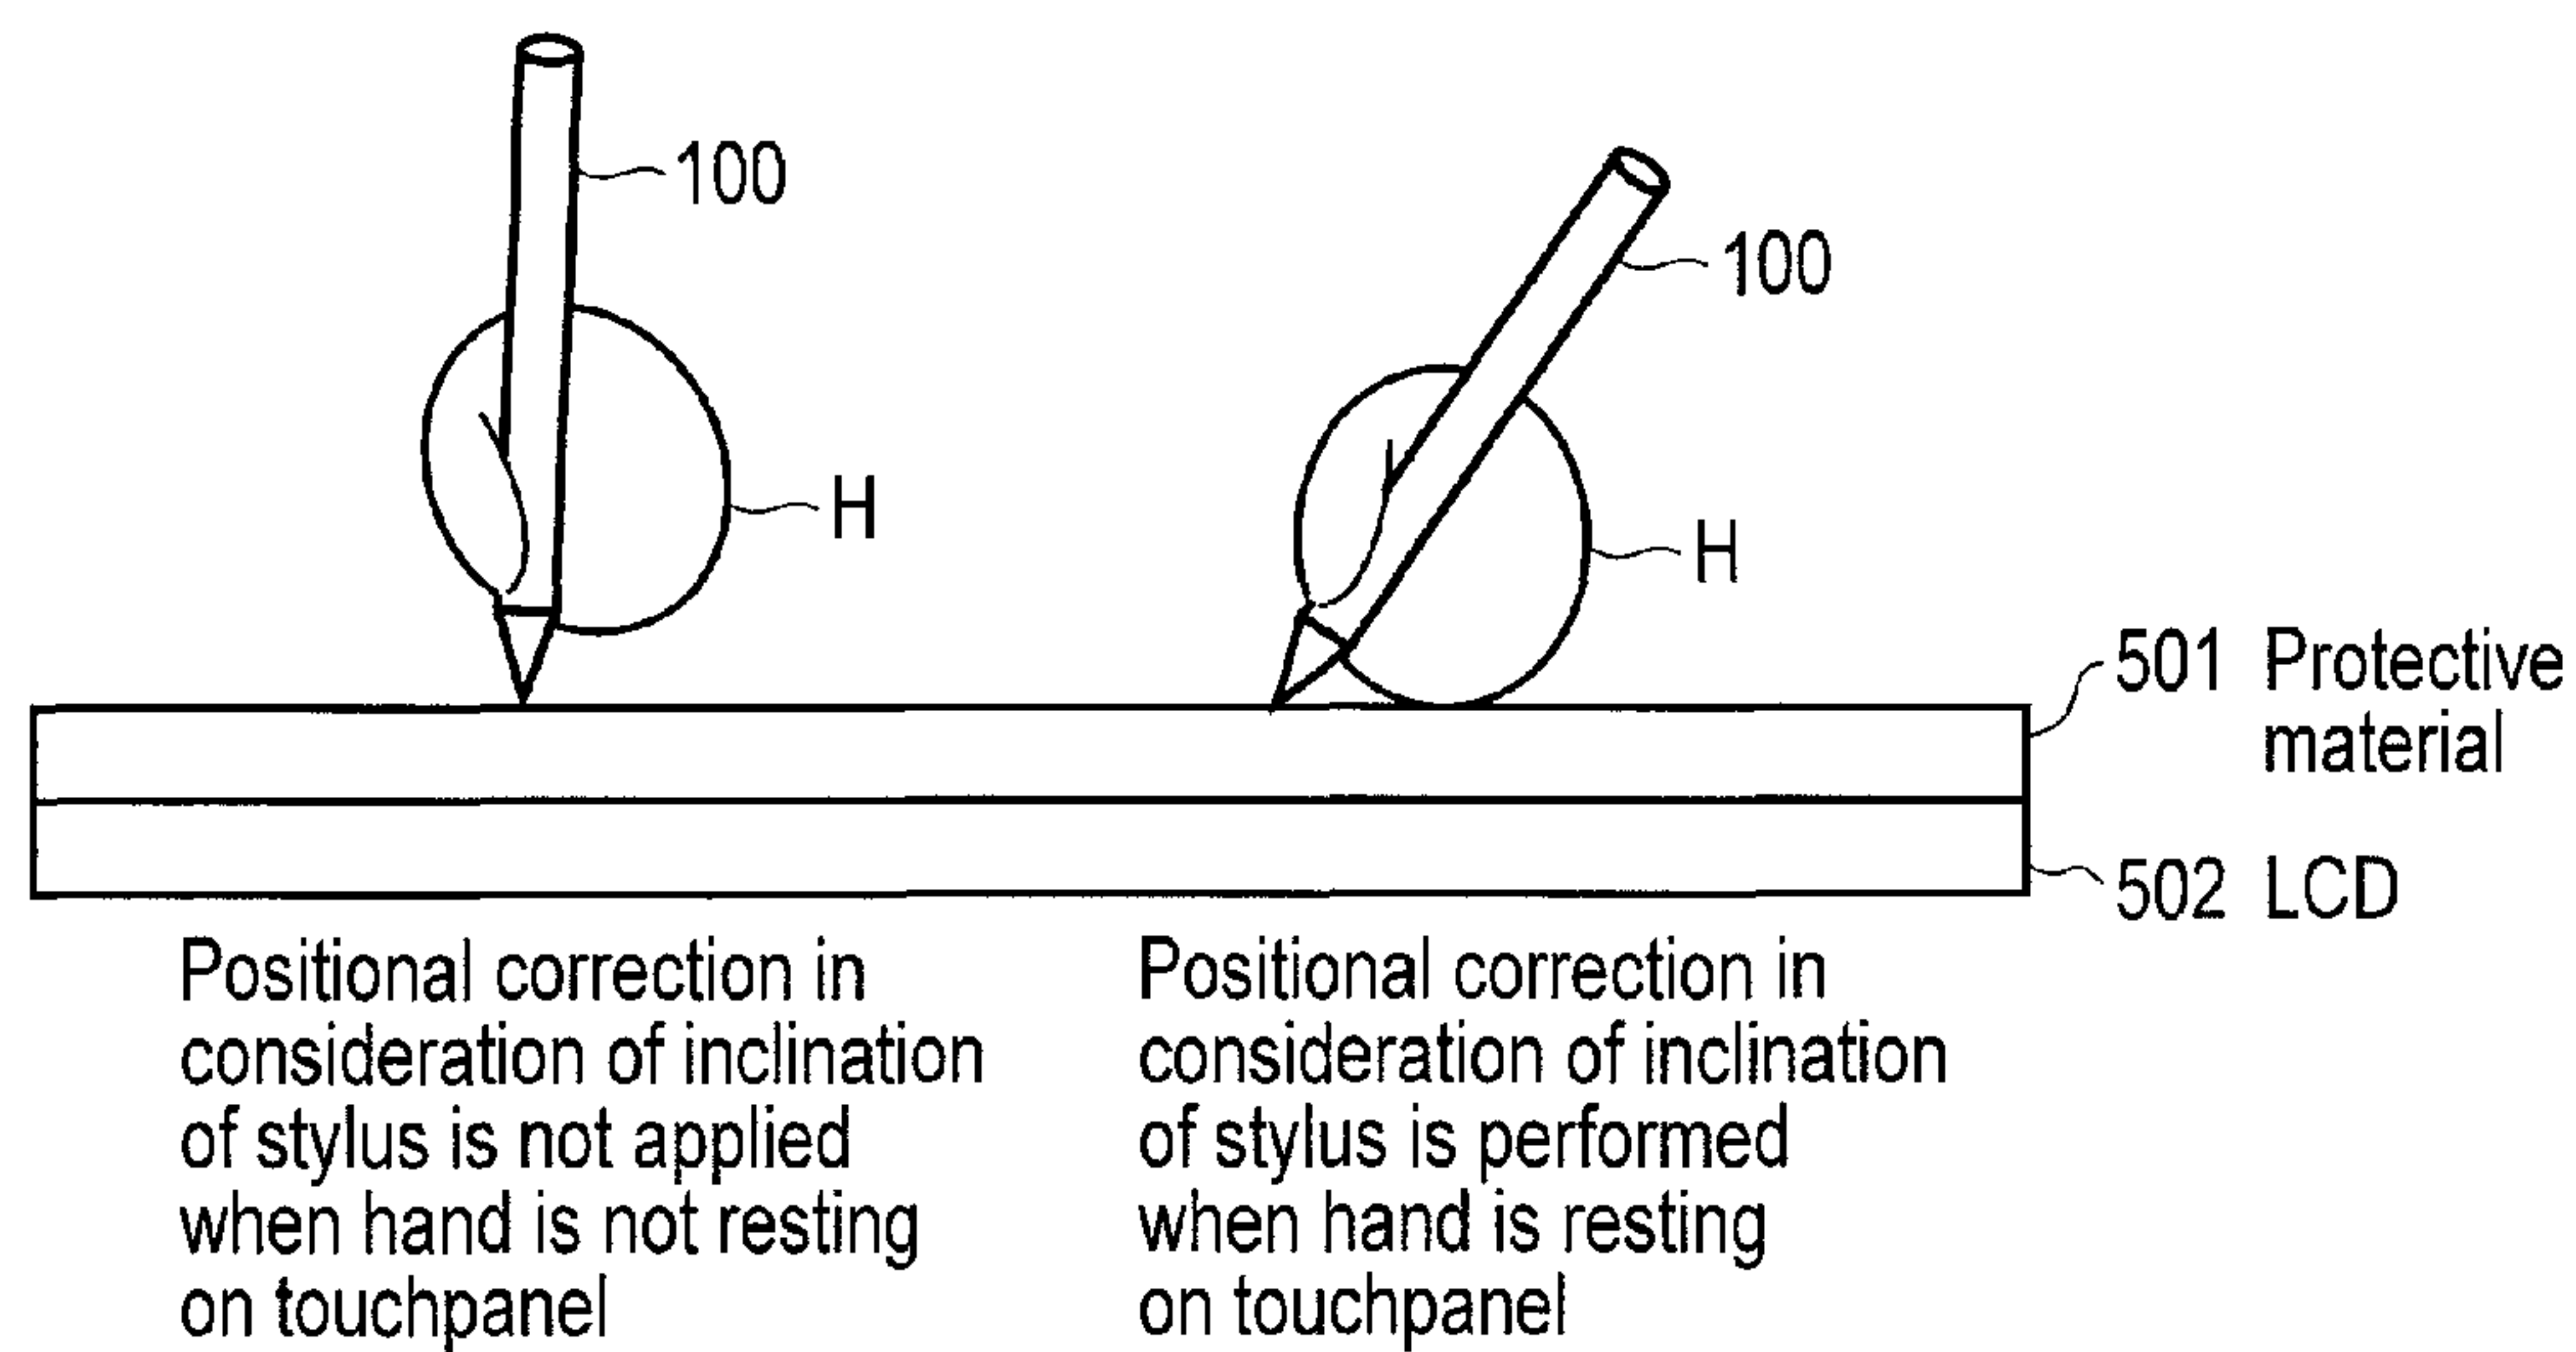 100
100
H
H
501 Protective
material
502 LCD
Positional correction in
consideration of inclination
of stylus is not applied
when hand is not resting
on touchpanel
Positional correction in
consideration of inclination
of stylus is performed
when hand is resting
on touchpanel